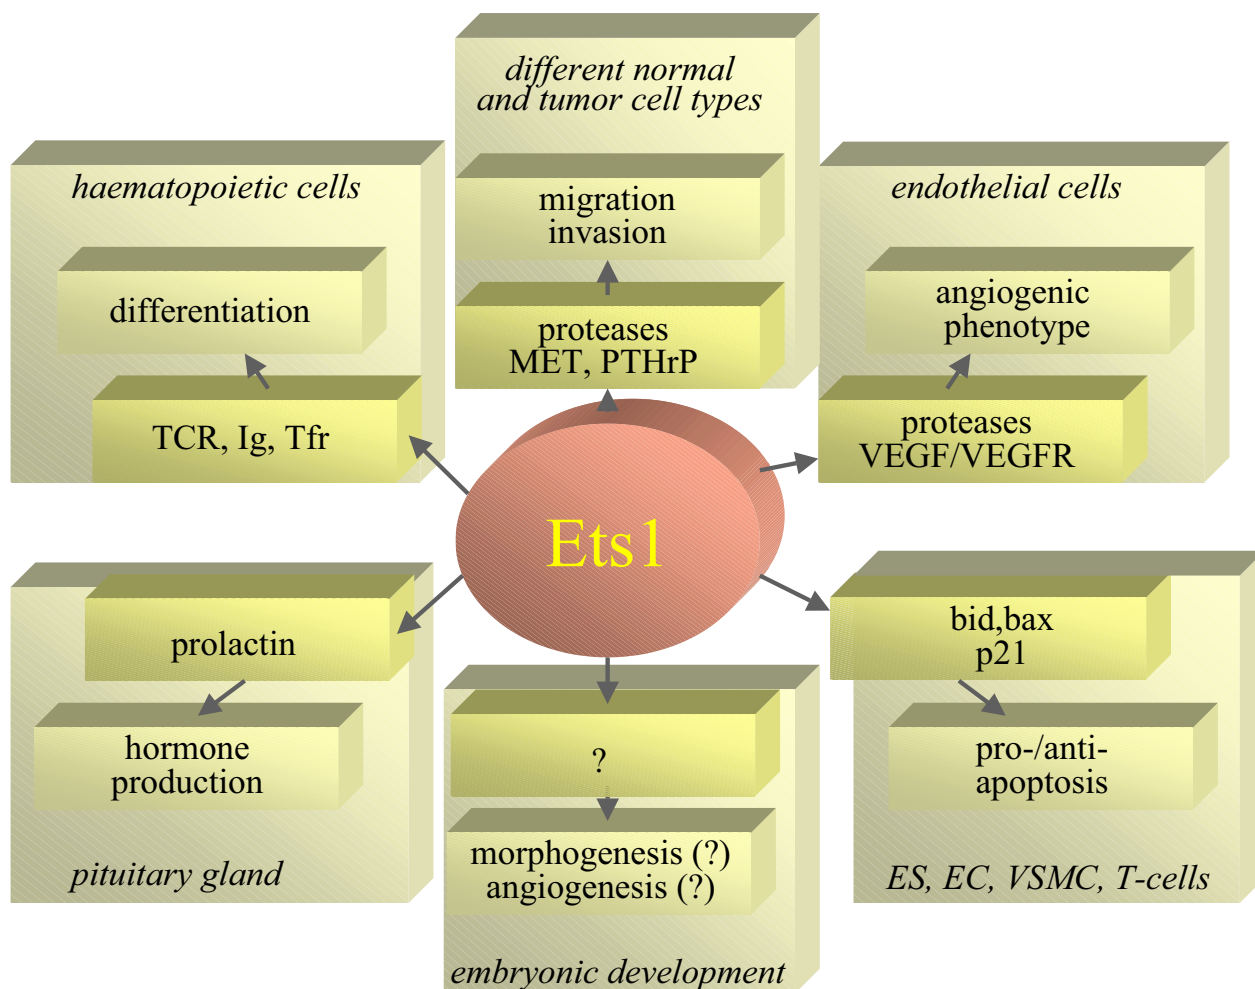 different normal
and tumor cell types
migration
invasion
proteases
MET, PTHrP
haematopoietic cells
differentiation
TCR, Ig, Tfr
endothelial cells
angiogenic
phenotype
proteases
VEGF/VEGFR
Ets1
prolactin
hormone
production
pituitary gland
?
morphogenesis (?)
angiogenesis (?)
embryonic development
bid,bax
p21
pro-/anti-
apoptosis
ES, EC, VSMC, T-cells